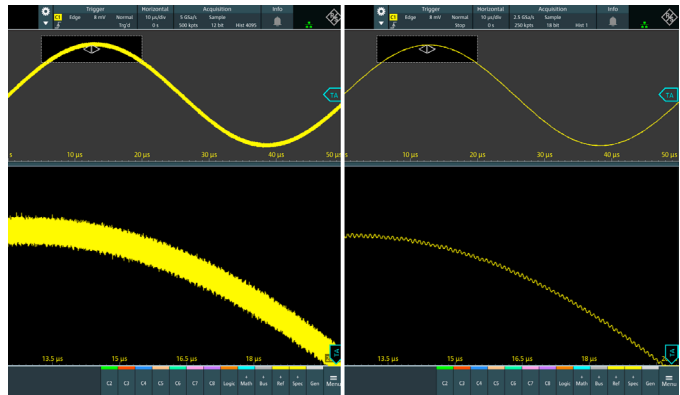 Trigger Horizontal Acquisition Info
C1 Edge 8 mV Normal 10 µs/div 5 GSa/s Sample
Trg'd 0 s 500 kpts 12 bit Hist 4095
TA
10 µs 20 µs 30 µs 40 µs 50 µs
13.5 µs 15 µs 16.5 µs 18 µs
TA
C2 C3 C4 C5 C6 C7 C8 Logic Math Bus Ref Spec Gen Menu
Trigger Horizontal Acquisition Info
C1 Edge 8 mV Normal 10 µs/div 2.5 GSa/s Sample
Stop 0 s 250 kpts 16 bit Hist 1
TA
10 µs 20 µs 30 µs 40 µs 50 µs
13.5 µs 15 µs 16.5 µs 18 µs
TA
C2 C3 C4 C5 C6 C7 C8 Logic Math Bus Ref Spec Gen Menu